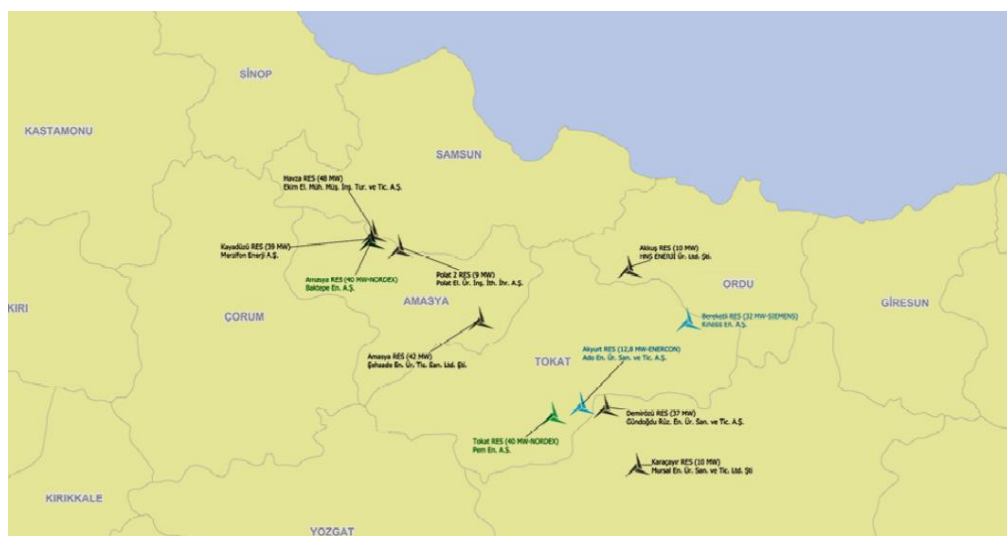 SİNOP
KASTAMONU
SAMSUN
Havza RES (48 MW)
Ekim El. Müh. Müş. İnş. Tur. ve Tic. A.Ş.
Kayadüzü RES (39 MW)
Merzifon Enerji A.Ş.
Amasya RES (40 MW-NORDEX)
Baktepe En. A.Ş.
Polat 2 RES (9 MW)
Polat El. Ür. İnş. İth. İhr. A.Ş.
Akkuş RES (10 MW)
HNG ENERJİ Ür. Ltd. Şti.
ORDU
GİRESUN
AMASYA
KIRI
ÇORUM
Bereketli RES (32 MW-SIEMENS)
En. A.Ş.
Akyurt RES (12,8 MW-ENERCON)
Ado En. Ür. San. ve Tic. A.Ş.
TOKAT
Amasya RES (42 MW)
Şehzade En. Ür. Tic. San. Ltd. Şti.
Demirözü RES (37 MW)
Gündoğdu Rüz. En. Ür. San. ve Tic. A.Ş.
Tokat RES (40 MW-NORDEX)
Pem En. A.Ş.
Karaçayır RES (10 MW)
Mursal En. Ür. San. ve Tic. Ltd. Şti
KIRIKKALE
YOZGAT